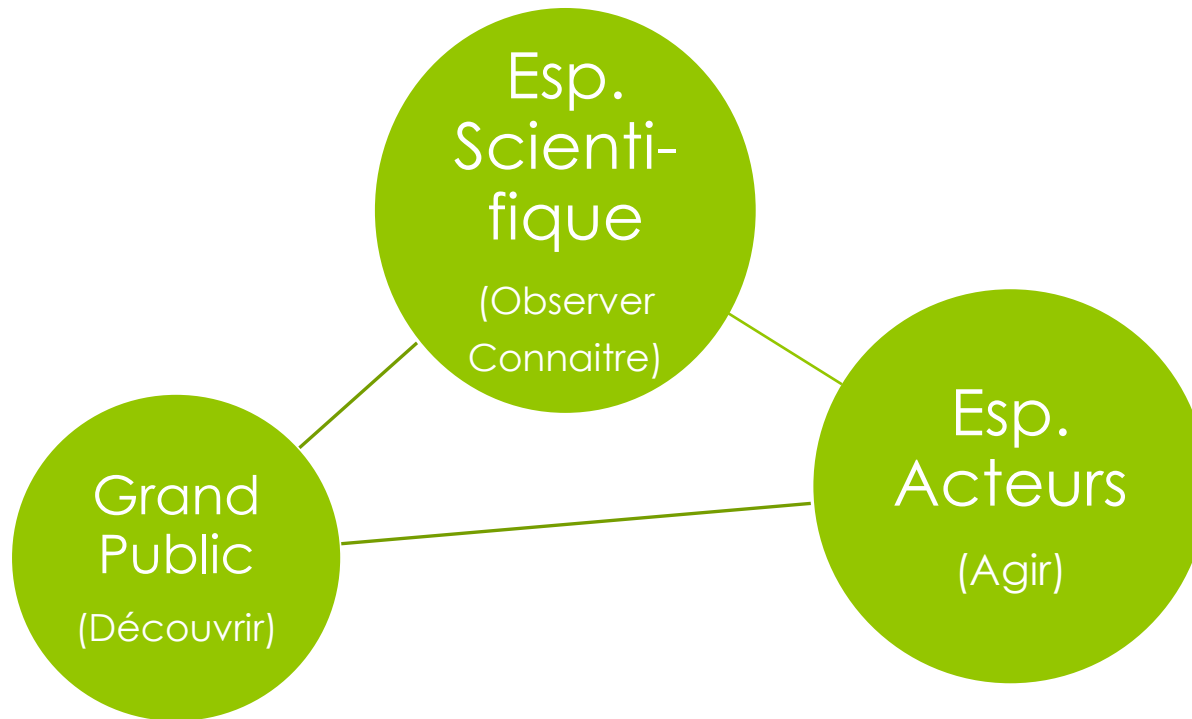 Esp.
Scienti-
fique
(Observer
Connaitre)
Esp.
Acteurs
(Agir)
Grand
Public
(Découvrir)